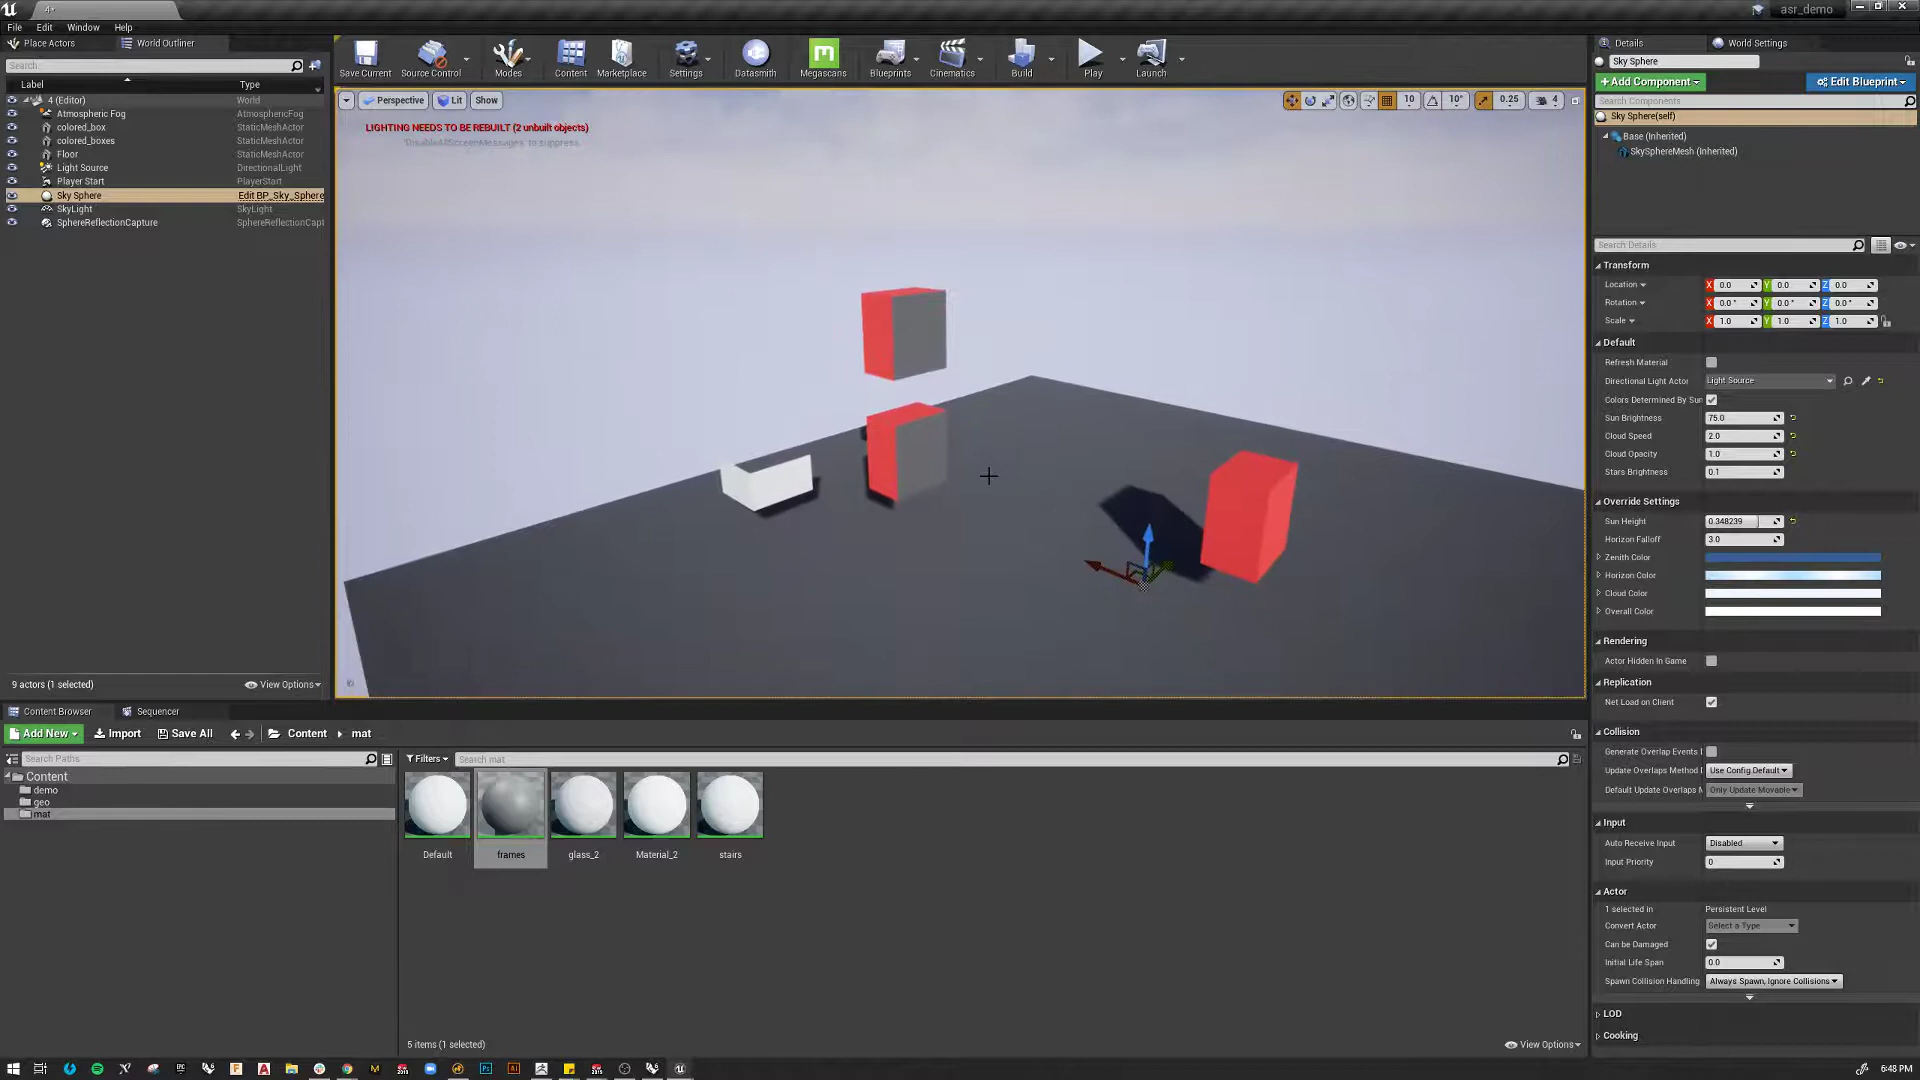 4*
asr_demo
File Edit Window Help
Place Actors World Outliner
Search...
Label Type
4 (Editor) World
Atmospheric Fog AtmosphericFog
colored_box StaticMeshActor
colored_boxes StaticMeshActor
Floor StaticMeshActor
Light Source DirectionalLight
Player Start PlayerStart
Sky Sphere Edit BP_Sky_Sphere
SkyLight SkyLight
SphereReflectionCapture SphereReflectionCapt
9 actors (1 selected) View Options
Save Current Source Control Modes Content Marketplace Settings Datasmith Megascans Blueprints Cinematics Build Play Launch
Perspective Lit Show
10 10° 0.25 4
LIGHTING NEEDS TO BE REBUILT (2 unbuilt objects)
'DisableAllScreenMessages' to suppress
Details World Settings
Sky Sphere
+Add Component Edit Blueprint
Search Components
Sky Sphere(self)
Base (Inherited)
SkySphereMesh (Inherited)
Search Details
Transform
Location X 0.0 Y 0.0 Z 0.0
Rotation X 0.0 ° Y 0.0 ° Z 0.0 °
Scale X 1.0 Y 1.0 Z 1.0
Default
Refresh Material
Directional Light Actor Light Source
Colors Determined By Sun
Sun Brightness 75.0
Cloud Speed 2.0
Cloud Opacity 1.0
Stars Brightness 0.1
Override Settings
Sun Height 0.348239
Horizon Falloff 3.0
Zenith Color
Horizon Color
Cloud Color
Overall Color
Rendering
Actor Hidden In Game
Replication
Net Load on Client
Collision
Generate Overlap Events
Update Overlaps Method Use Config Default
Default Update Overlaps M Only Update Movable
Input
Auto Receive Input Disabled
Input Priority 0
Actor
1 selected in Persistent Level
Convert Actor Select a Type
Can be Damaged
Initial Life Span 0.0
Spawn Collision Handling Always Spawn, Ignore Collisions
LOD
Cooking
Content Browser Sequencer
Add New Import Save All Content mat
Search Paths
Filters Search mat
Content
demo
geo
mat
Default frames glass_2 Material_2 stairs
5 items (1 selected) View Options
6:48 PM